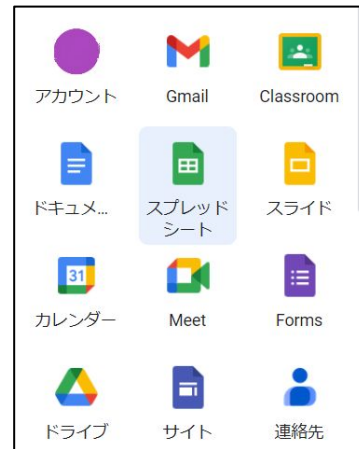 アカウント Gmail Classroom
31
ドキュメ... スプレッド スライド
シート
カレンダー Meet Forms
ドライブ サイト 連絡先